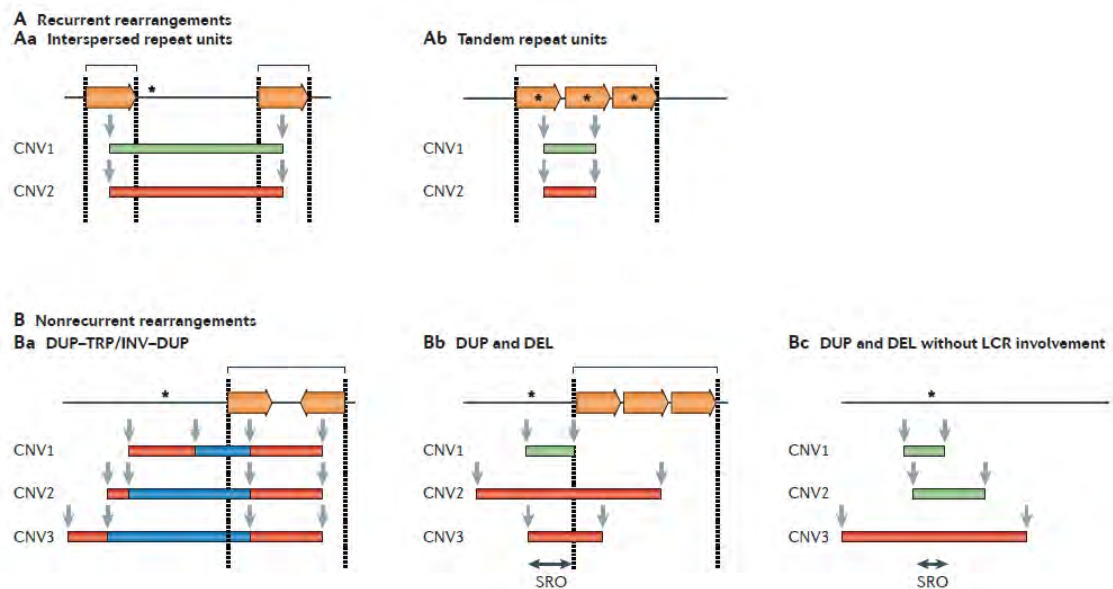 A Recurrent rearrangements
Aa Interspersed repeat units
Ab Tandem repeat units
*
* * *
CNV1
CNV2
CNV1
CNV2
B Nonrecurrent rearrangements
Ba DUP–TRP/INV–DUP
Bb DUP and DEL
Bc DUP and DEL without LCR involvement
*
*
*
CNV1
CNV2
CNV3
CNV1
CNV2
CNV3
SRO
CNV1
CNV2
CNV3
SRO